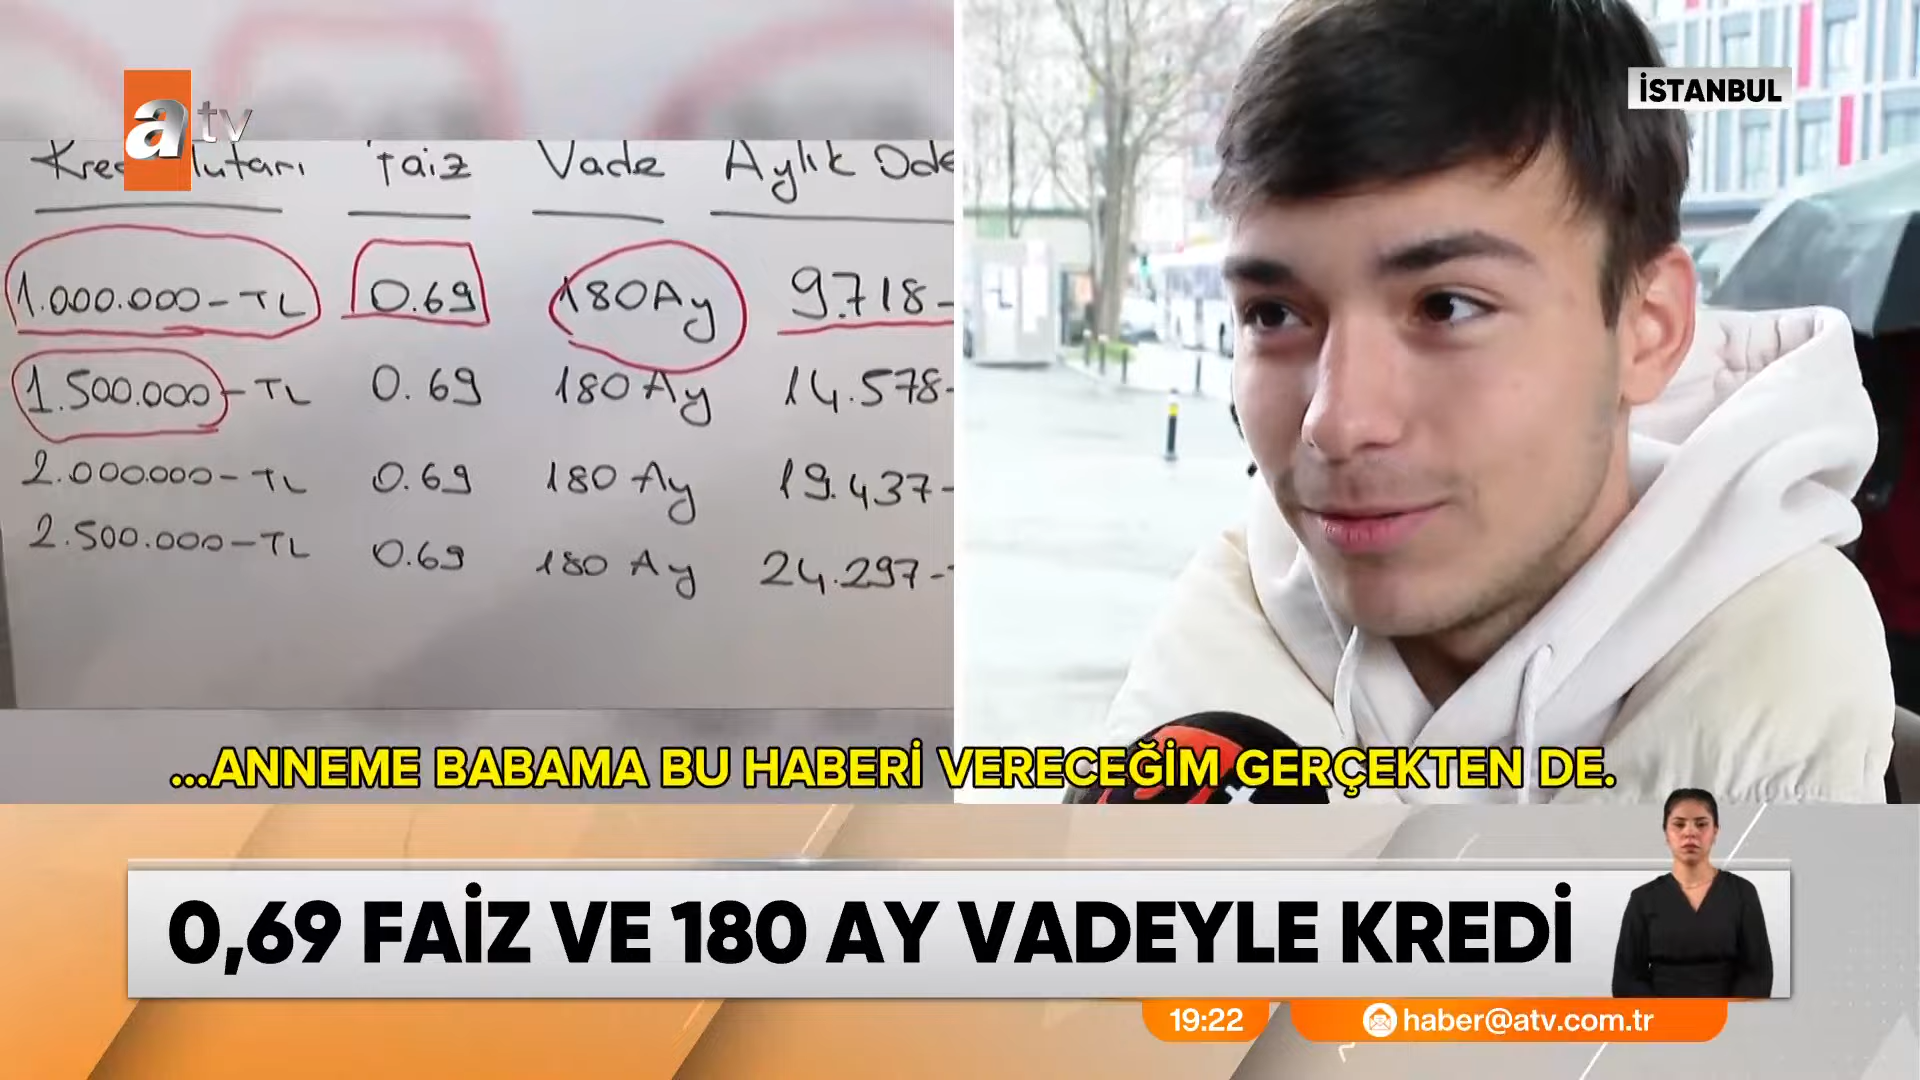 atv
İSTANBUL
Faiz Vade Aylık
1.000.000-TL 0.69 180 Ay 9.718-
1.500.000-TL 0.69 180 Ay 14.578-
2.000.000-TL 0.69 180 Ay 19.437-
2.500.000-TL 0.69 180 Ay 24.297-
...ANNEME BABAMA BU HABERİ VERECEĞİM GERÇEKTEN DE.
0,69 FAİZ VE 180 AY VADEYLE KREDİ
19:22
haber@atv.com.tr